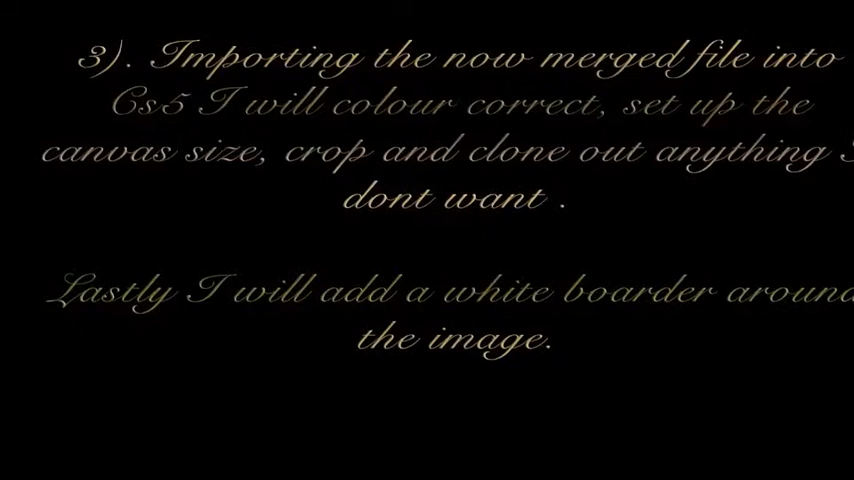 3). Importing the now merged file into
Cs5 I will colour correct, set up the
canvas size, crop and clone out anything I
dont want .
Lastly I will add a white boarder around
the image.